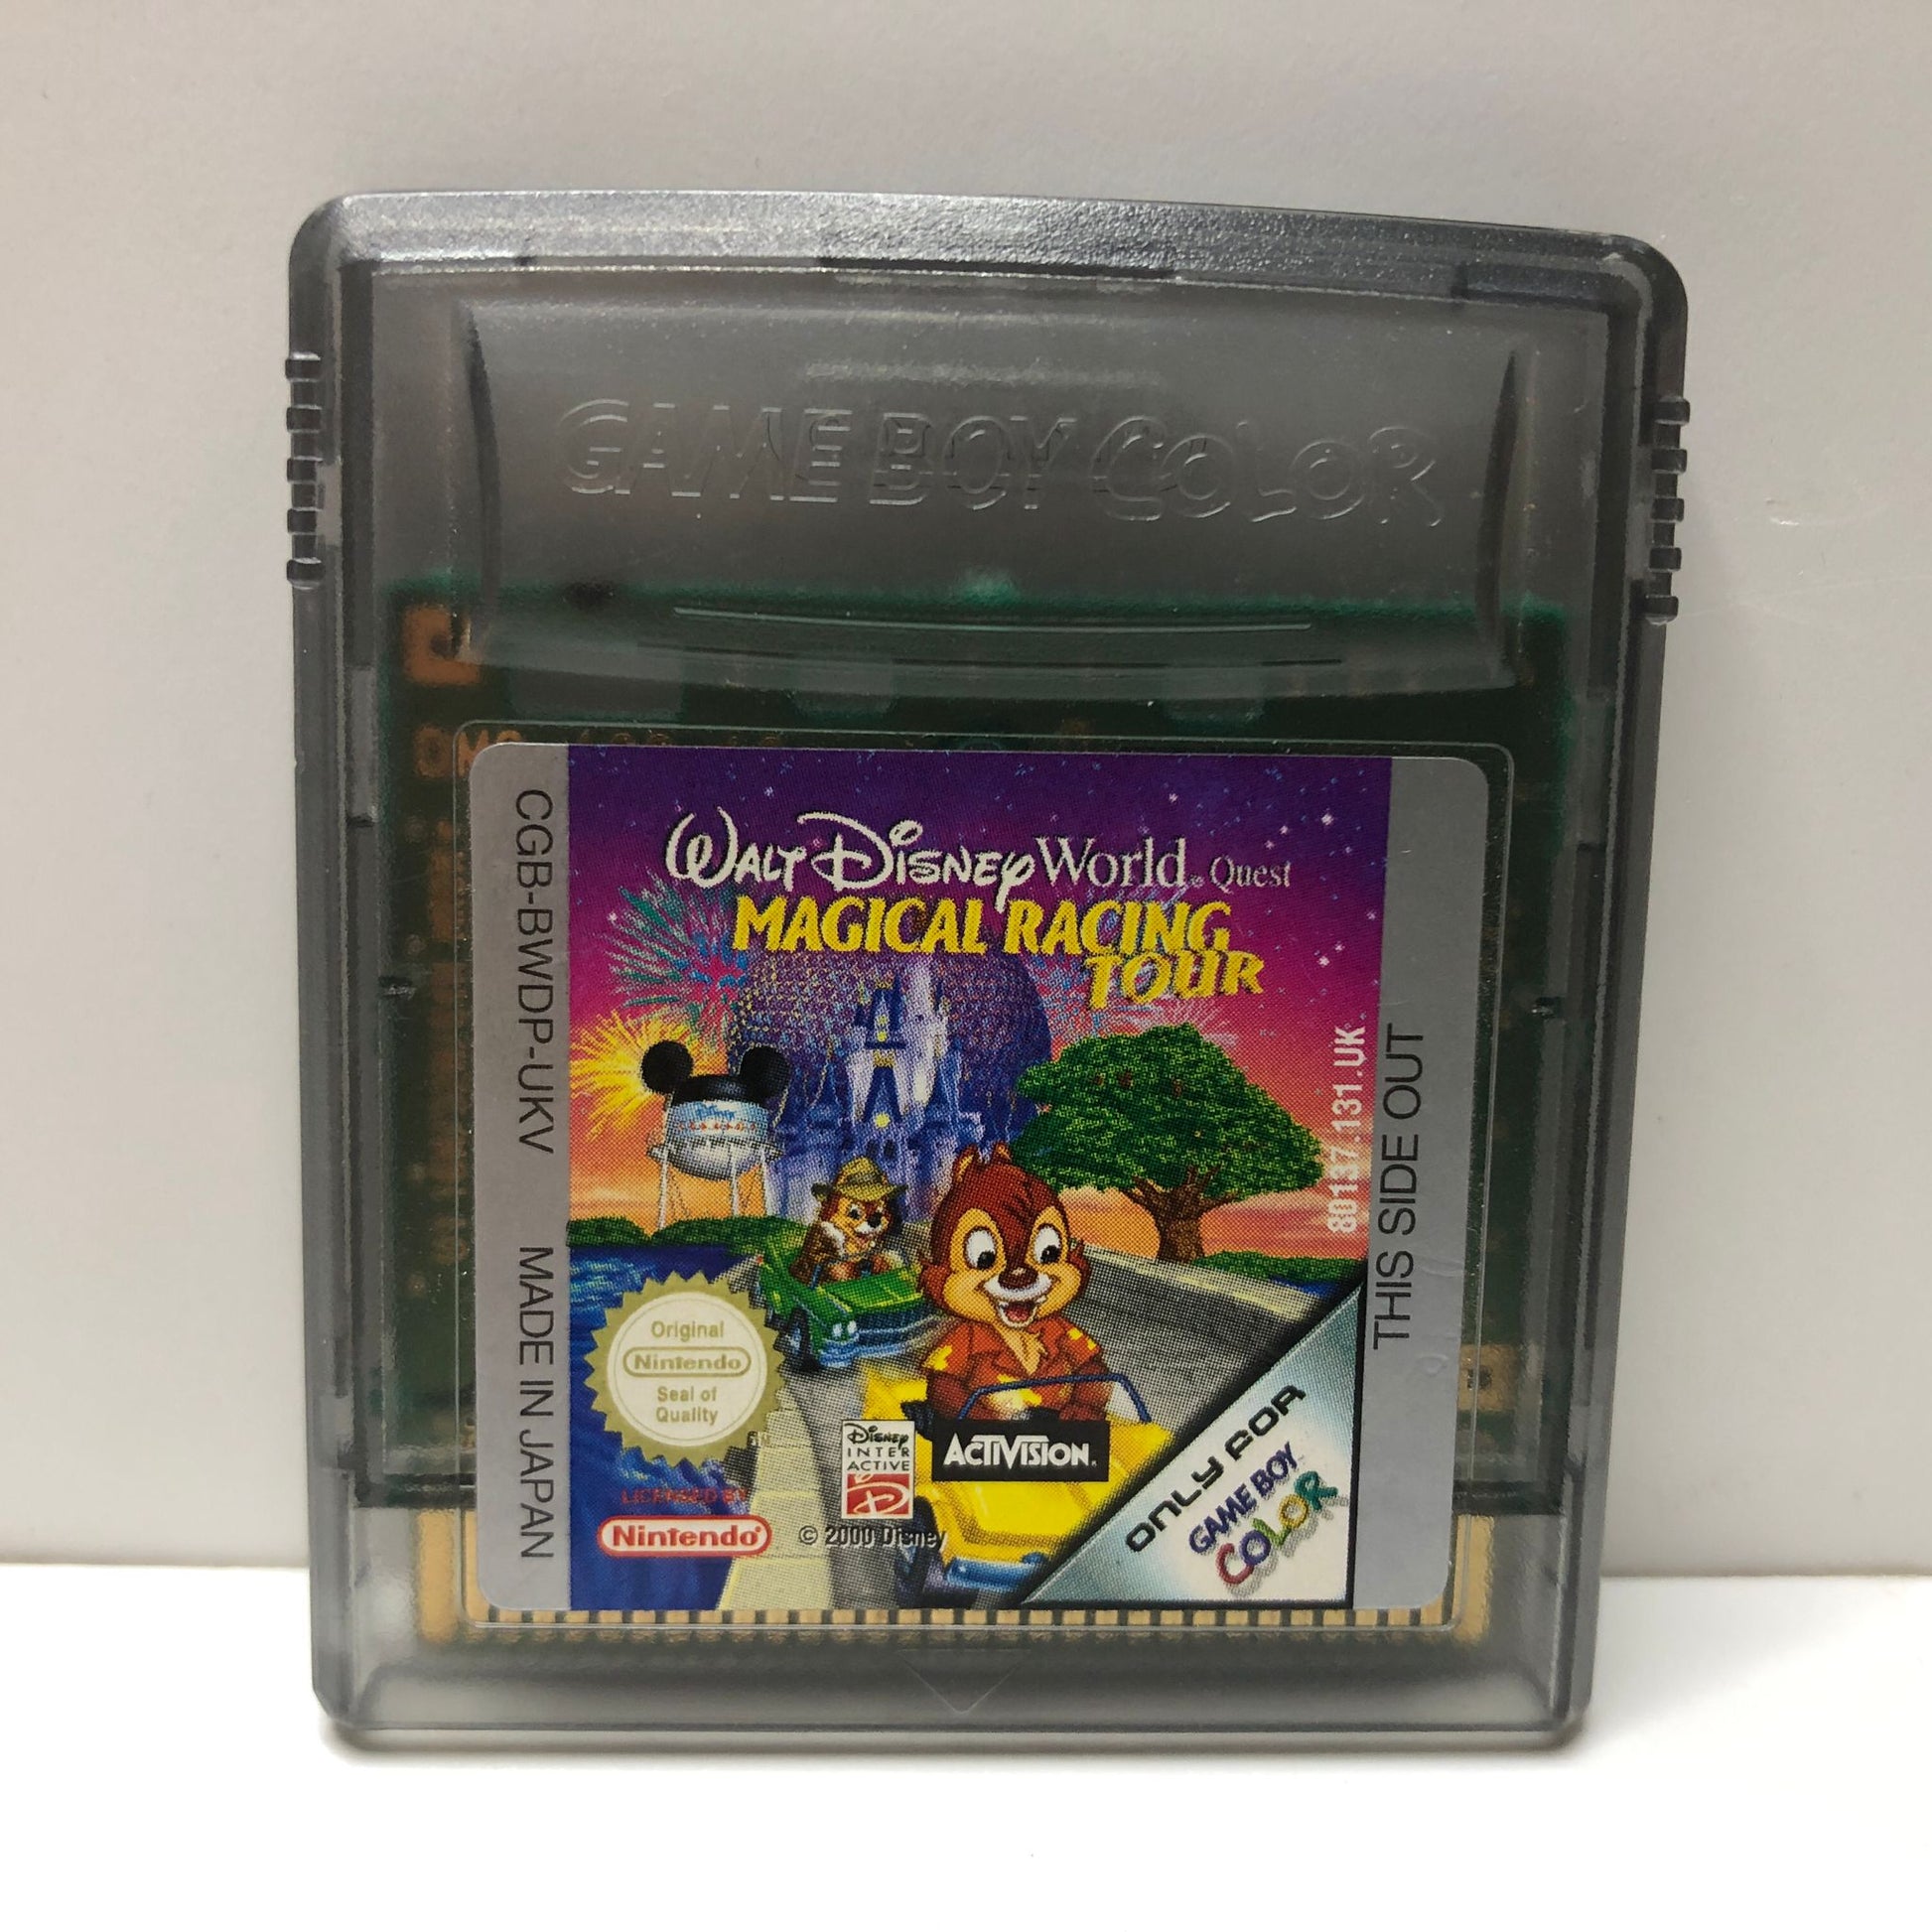 GAME BOY COLOR
DMG
CGB-BWDP-UKV MADE IN JAPAN
WALT DISNEY World® Quest
MAGICAL RACING
TOUR
Disney
80137.131.UK
THIS SIDE OUT
Original
Nintendo
Seal of
Quality
LICENSED BY
Nintendo
DISNEY
INTER
ACTIVE
D
ACTIVISION®
© 2000 Disney
ONLY FOR
GAME BOY
COLOR